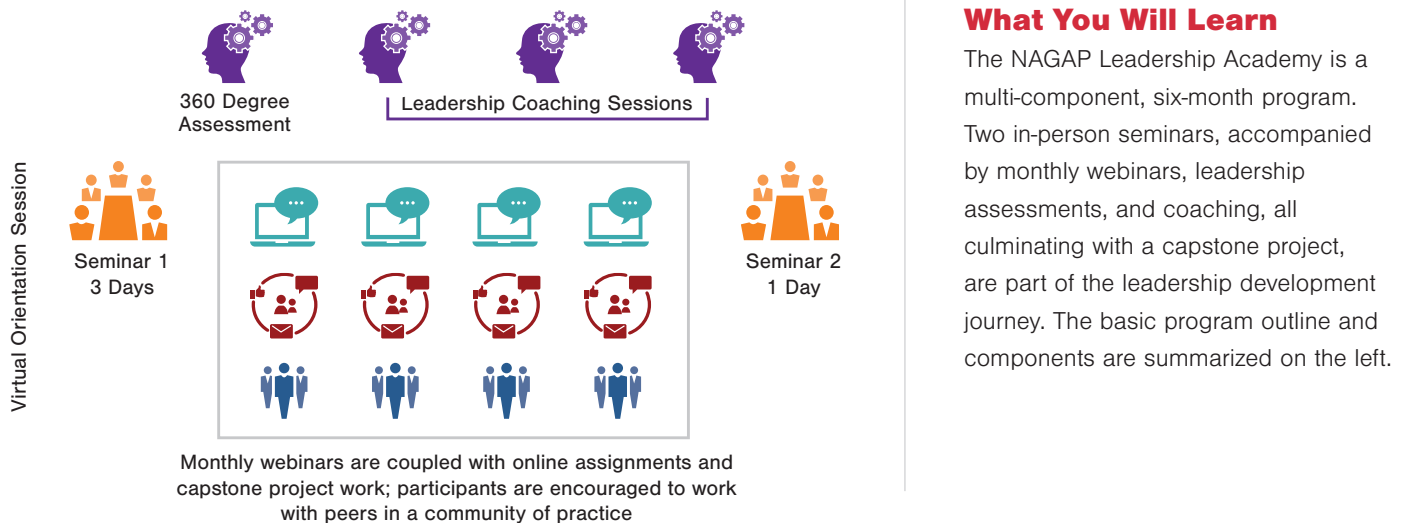 360 Degree
Assessment
Leadership Coaching Sessions
Virtual Orientation Session
Seminar 1
3 Days
Seminar 2
1 Day
Monthly webinars are coupled with online assignments and
capstone project work; participants are encouraged to work
with peers in a community of practice
What You Will Learn
The NAGAP Leadership Academy is a
multi-component, six-month program.
Two in-person seminars, accompanied
by monthly webinars, leadership
assessments, and coaching, all
culminating with a capstone project,
are part of the leadership development
journey. The basic program outline and
components are summarized on the left.